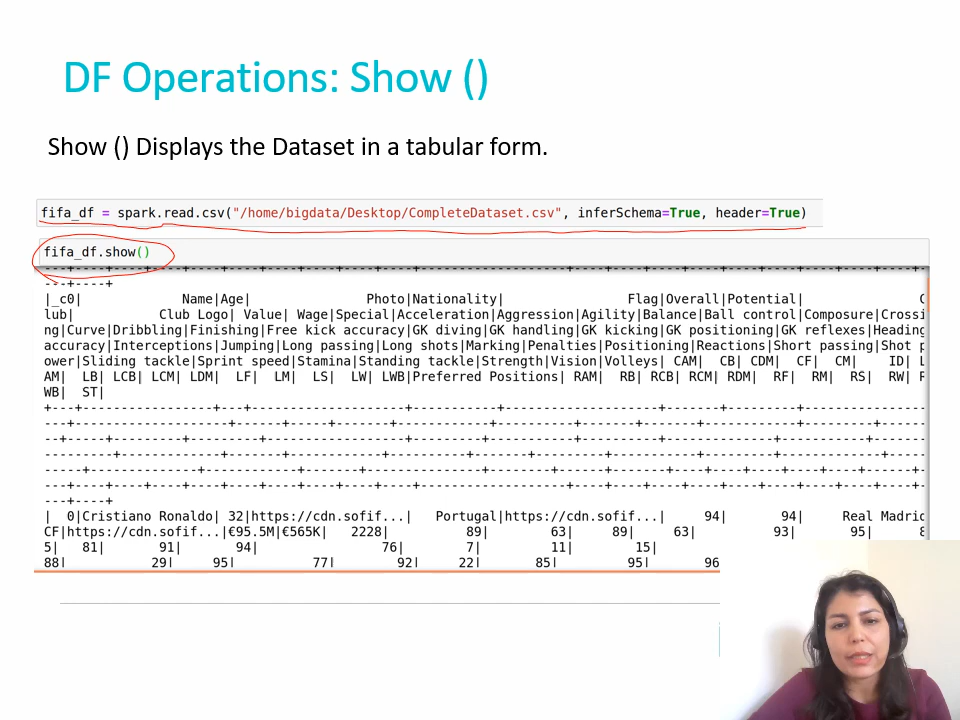 DF Operations: Show ()
Show () Displays the Dataset in a tabular form.
fifa_df = spark.read.csv("/home/bigdata/Desktop/CompleteDataset.csv", inferSchema=True, header=True)
fifa_df.show()
---+----+
|_c0| Name|Age| Photo|Nationality| Flag|Overall|Potential| C
lub| Club Logo| Value| Wage|Special|Acceleration|Aggression|Agility|Balance|Ball control|Composure|Crossi
ng|Curve|Dribbling|Finishing|Free kick accuracy|GK diving|GK handling|GK kicking|GK positioning|GK reflexes|Heading
accuracy|Interceptions|Jumping|Long passing|Long shots|Marking|Penalties|Positioning|Reactions|Short passing|Shot p
ower|Sliding tackle|Sprint speed|Stamina|Standing tackle|Strength|Vision|Volleys| CAM| CB| CDM| CF| CM| ID| L
AM| LB| LCB| LCM| LDM| LF| LM| LS| LW| LWB|Preferred Positions| RAM| RB| RCB| RCM| RDM| RF| RM| RS| RW| R
WB| ST|
+---+-----------------+---+--------------------+-----------+--------------------+-------+---------+----------------
---+--------------------+------+-----+-------+------------+----------+-------+-------+------------+---------+------
--+-----+---------+---------+------------------+---------+-----------+----------+--------------+-----------+-------
---------+-------------+-------+------------+----------+-------+---------+-----------+---------+-------------+-----
-----+--------------+------------+-------+---------------+--------+------+-------+----+----+----+----+----+------+-
---+----+----+----+----+----+----+----+----+----+-------------------+----+----+----+----+----+----+----+----+----+-
---+----+
| 0|Cristiano Ronaldo| 32|https://cdn.sofif...| Portugal|https://cdn.sofif...| 94| 94| Real Madrid
CF|https://cdn.sofif...|€95.5M|€565K| 2228| 89| 63| 89| 63| 93| 95| 8
5| 81| 91| 94| 76| 7| 11| 15|
88| 29| 95| 77| 92| 22| 85| 95| 96